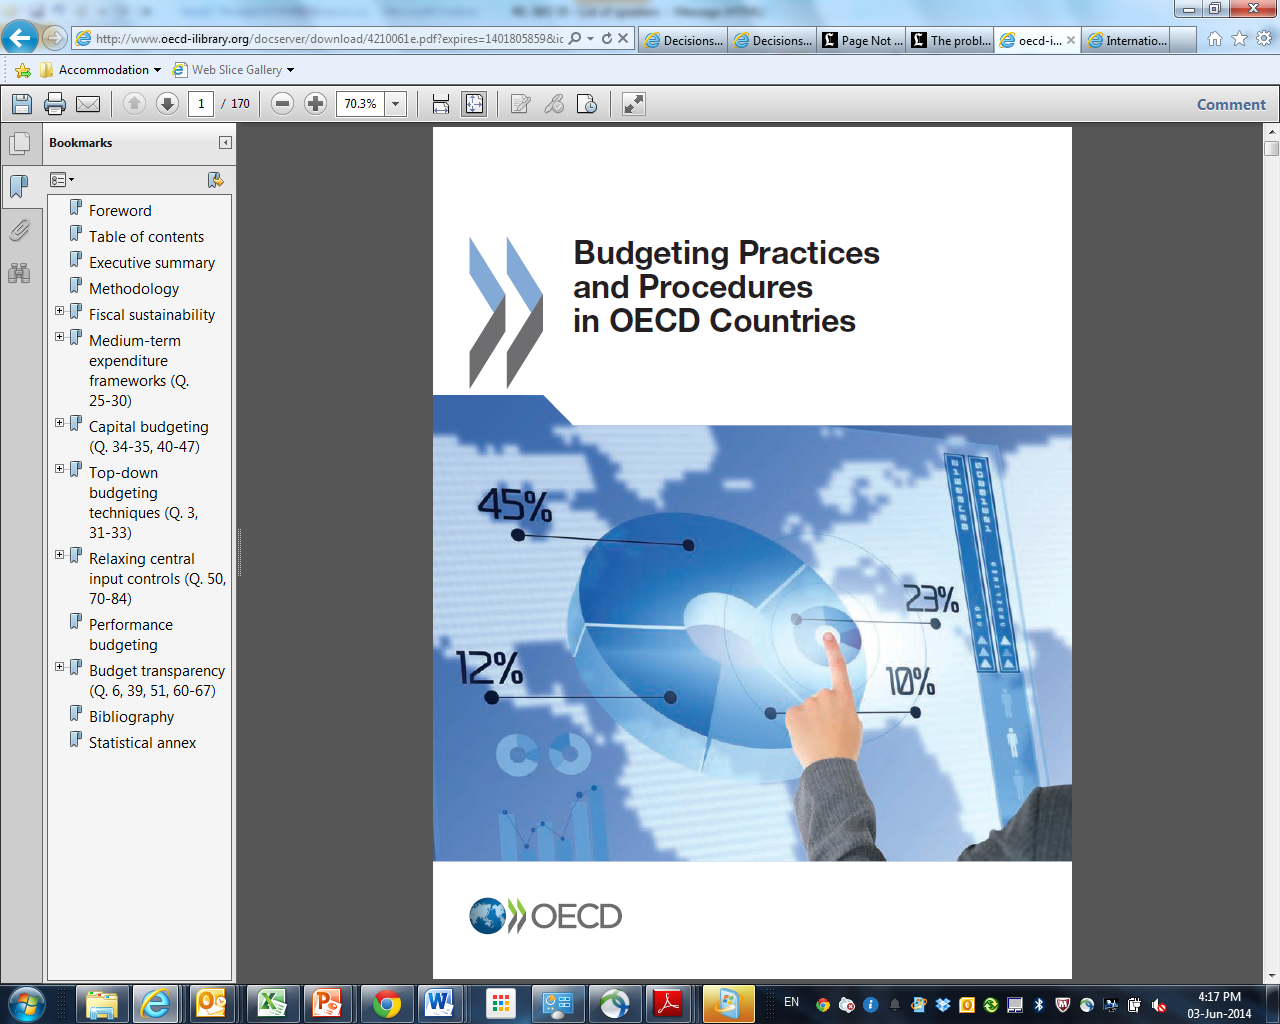 http://www.oecd-ilibrary.org/docserver/download/4210061e.pdf?expires=1401805859&ic
Decisions...
Decisions...
Page Not ...
The probl...
oecd-i...
Internatio...
Accommodation
Web Slice Gallery
1 / 170
70.3%
Comment
Bookmarks
Foreword
Table of contents
Executive summary
Methodology
Fiscal sustainability
Medium-term
expenditure
frameworks (Q.
25-30)
Capital budgeting
(Q. 34-35, 40-47)
Top-down
budgeting
techniques (Q. 3,
31-33)
Relaxing central
input controls (Q. 50,
70-84)
Performance
budgeting
Budget transparency
(Q. 6, 39, 51, 60-67)
Bibliography
Statistical annex
Budgeting Practices
and Procedures
in OECD Countries
45%
23%
12%
10%
OECD
EN
4:17 PM
03-Jun-2014